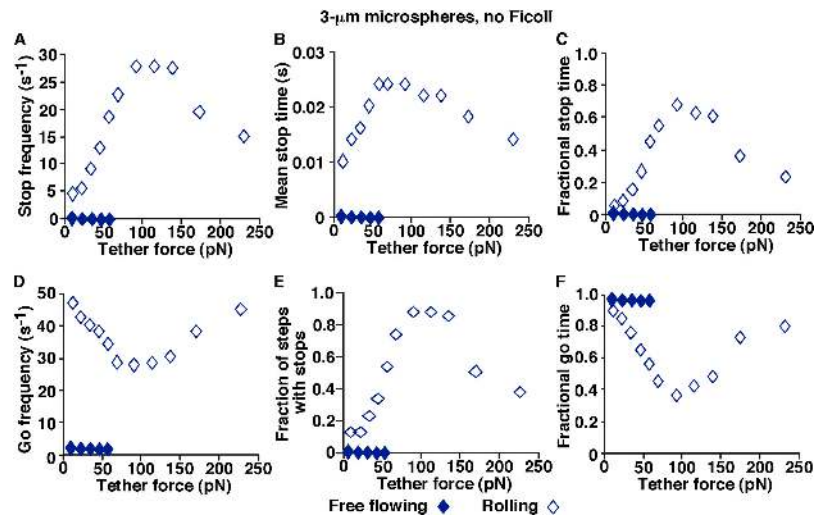 3-μm microspheres, no Ficoll
A
Stop frequency (s⁻¹)
35
30
25
20
15
10
5
0
0 50 100 150 200 250
Tether force (pN)
B
Mean stop time (s)
0.03
0.02
0.01
0
0 50 100 150 200 250
Tether force (pN)
C
Fractional stop time
1.0
0.8
0.6
0.4
0.2
0
0 50 100 150 200 250
Tether force (pN)
D
Go frequency (s⁻¹)
50
40
30
20
10
0
0 50 100 150 200 250
Tether force (pN)
E
Fraction of steps
with stops
1.0
0.8
0.6
0.4
0.2
0
0 50 100 150 200 250
Tether force (pN)
F
Fractional go time
1.0
0.8
0.6
0.4
0.2
0
0 50 100 150 200 250
Tether force (pN)
Free flowing Rolling